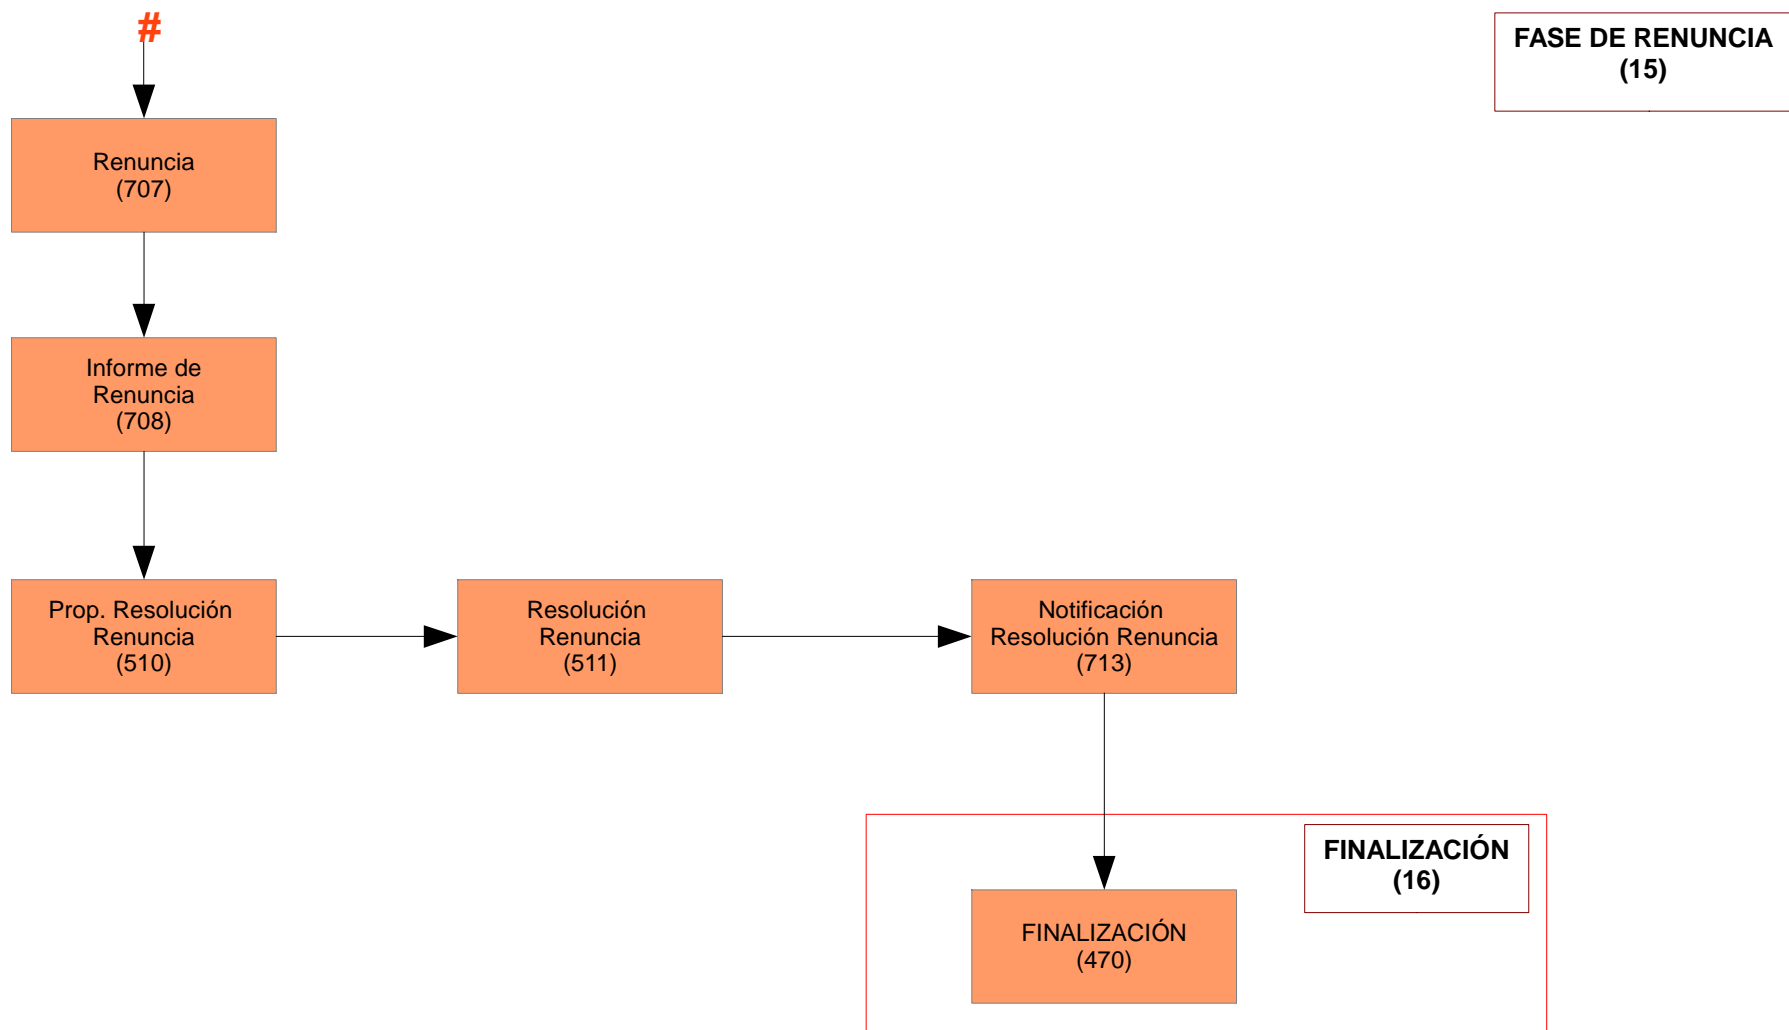 #
FASE DE RENUNCIA
(15)
Renuncia
(707)
Informe de
Renuncia
(708)
Prop. Resolución
Renuncia
(510)
Resolución
Renuncia
(511)
Notificación
Resolución Renuncia
(713)
FINALIZACIÓN
(16)
FINALIZACIÓN
(470)